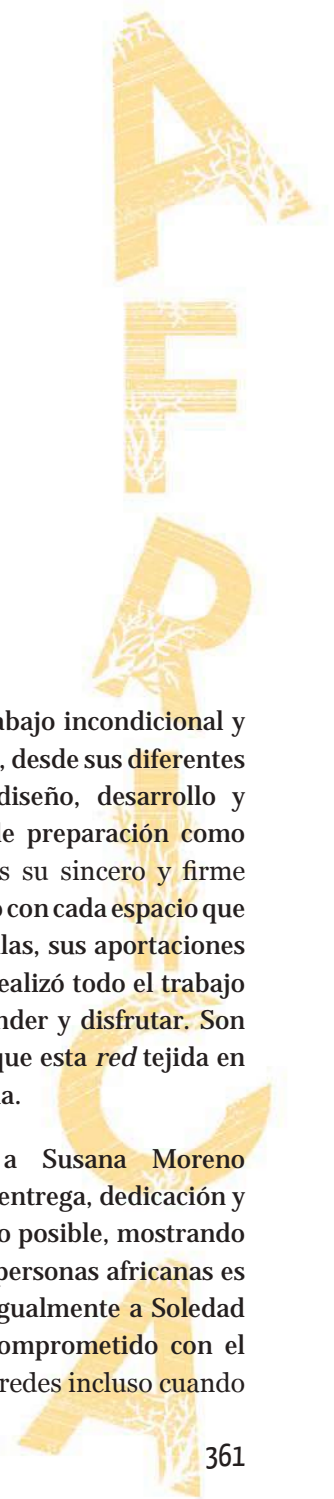 AFRICA
abajo incondicional y
, desde sus diferentes
diseño, desarrollo y
de preparación como
s su sincero y firme
o con cada espacio que
llas, sus aportaciones
ealizó todo el trabajo
nder y disfrutar. Son
que esta red tejida en
a.
a Susana Moreno
entrega, dedicación y
o posible, mostrando
personas africanas es
gualmente a Soledad
omprometido con el
redes incluso cuando
361